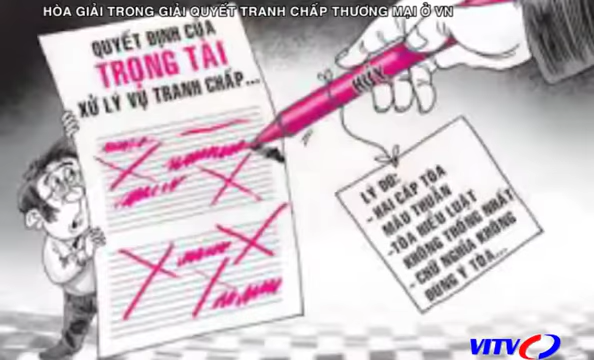 HÒA GIẢI TRONG GIẢI QUYẾT TRANH CHẤP THƯƠNG MẠI Ở VN
QUYẾT ĐỊNH CỦA
TRỌNG TÀI
XỬ LÝ VỤ TRANH CHẤP...
HỦY
LÝ DO:
-HAI CẤP TÒA
MÂU THUẪN
-TÒA HIỂU LUẬT
KHÔNG THỐNG NHẤT
-CHỮ NGHĨA KHÔNG
ĐÚNG Ý TÒA...
VITV